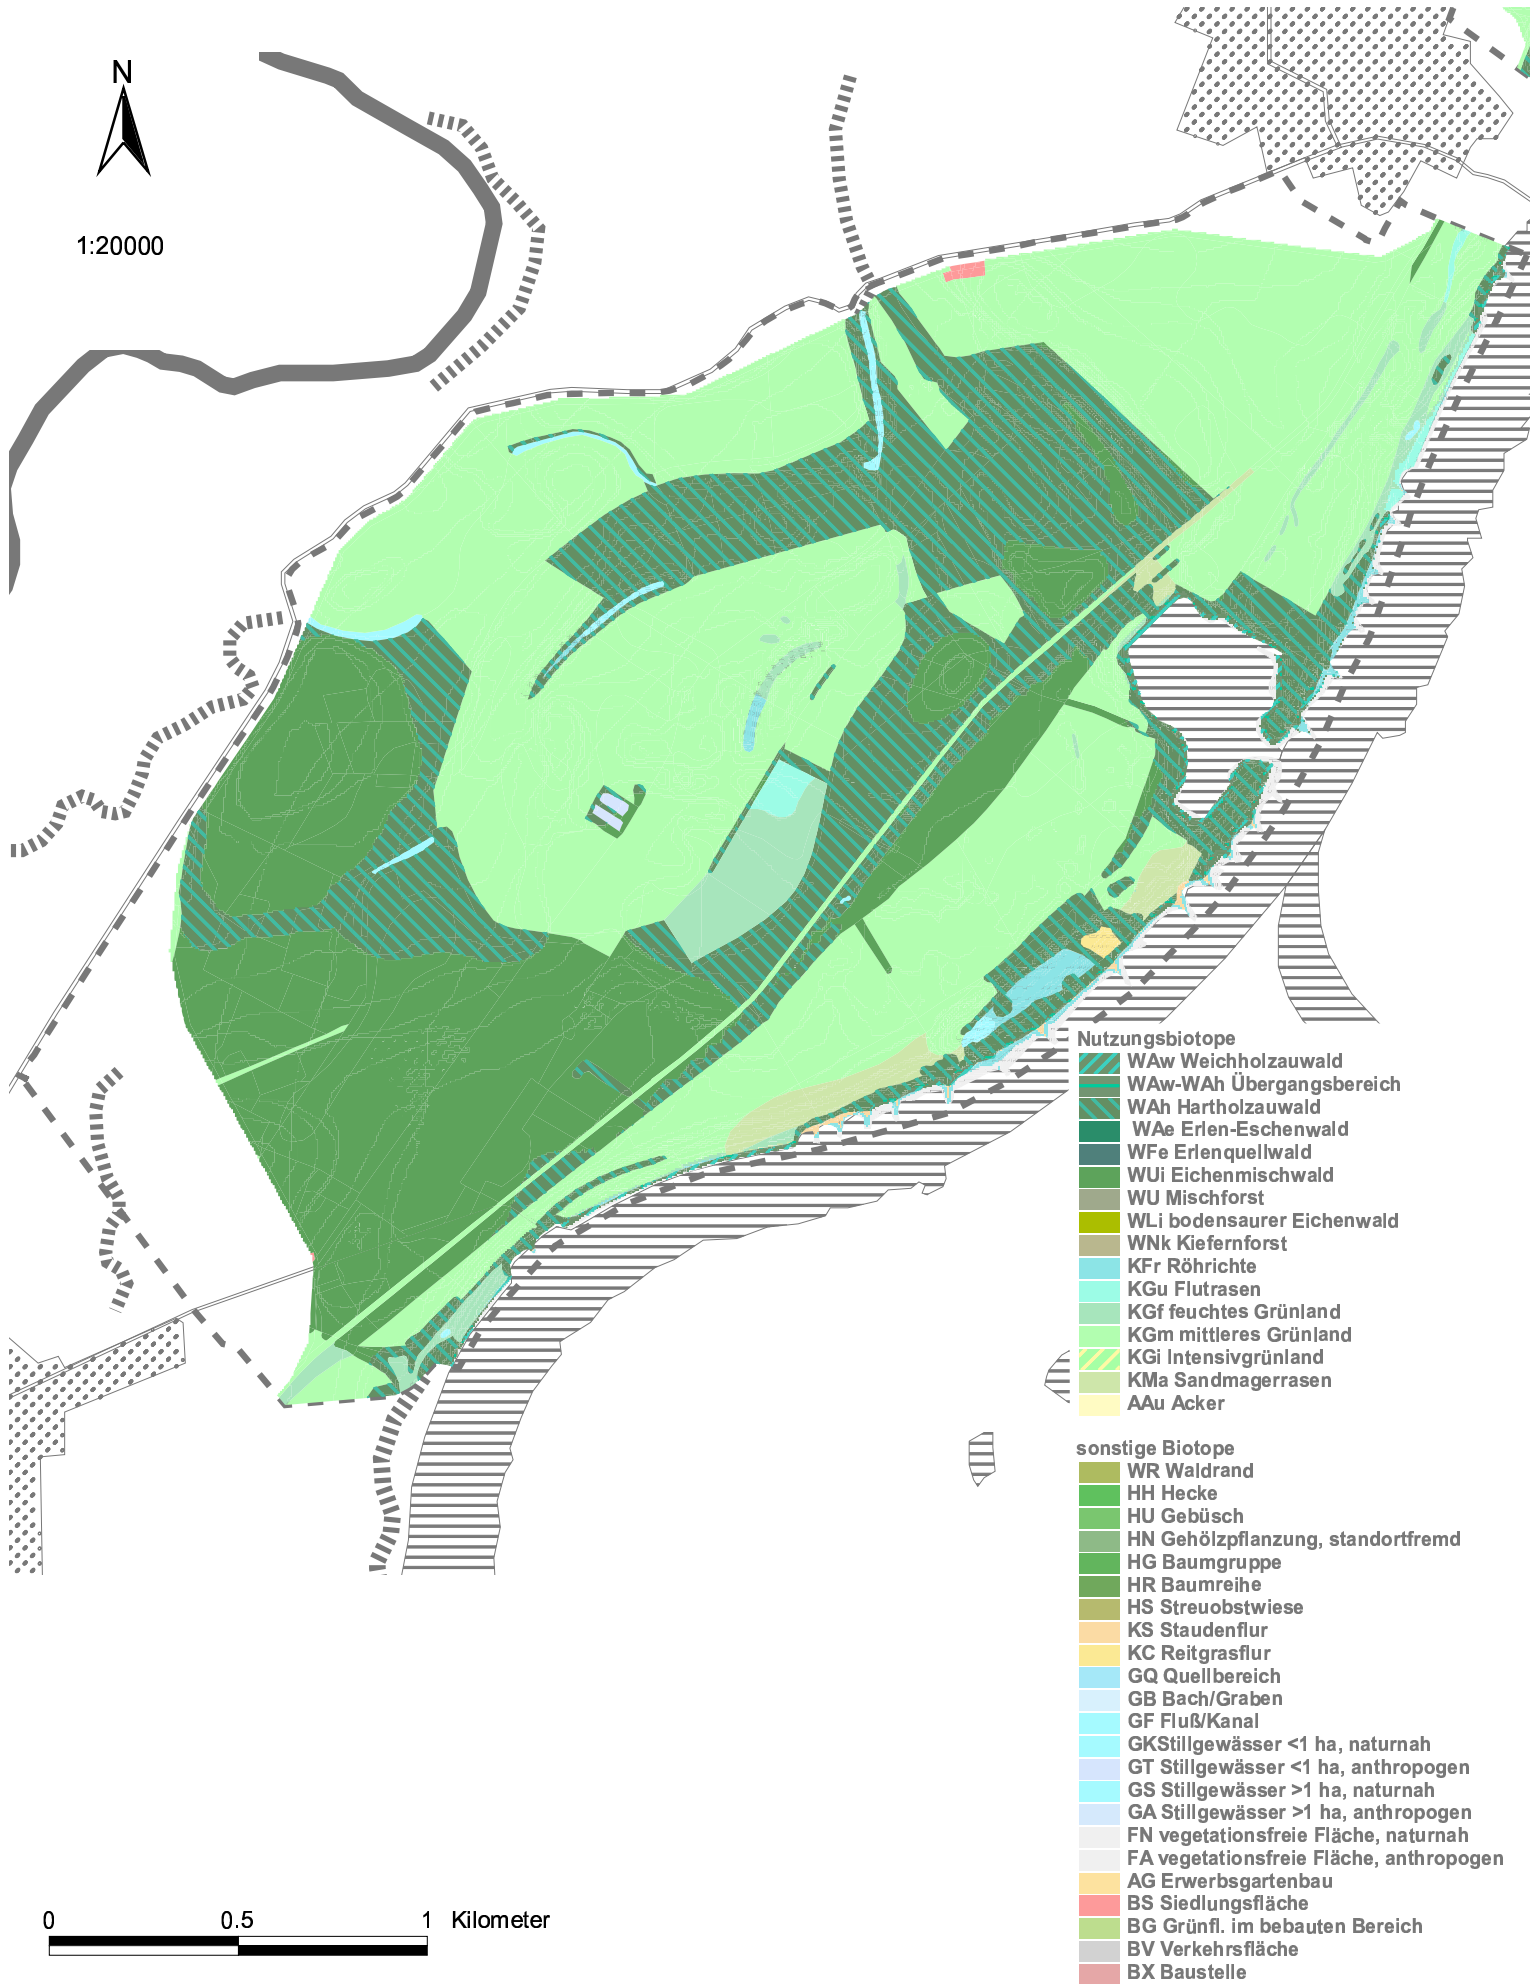 N
1:20000
Nutzungsbiotope
WAw Weichholzauwald
WAw-WAh Übergangsbereich
WAh Hartholzauwald
WAe Erlen-Eschenwald
WFe Erlenquellwald
WUi Eichenmischwald
WU Mischforst
WLi bodensaurer Eichenwald
WNk Kiefernforst
KFr Röhrichte
KGu Flutrasen
KGf feuchtes Grünland
KGm mittleres Grünland
KGi Intensivgrünland
KMa Sandmagerrasen
AAu Acker
sonstige Biotope
WR Waldrand
HH Hecke
HU Gebüsch
HN Gehölzpflanzung, standortfremd
HG Baumgruppe
HR Baumreihe
HS Streuobstwiese
KS Staudenflur
KC Reitgrasflur
GQ Quellbereich
GB Bach/Graben
GF Fluß/Kanal
GKStillgewässer <1 ha, naturnah
GT Stillgewässer <1 ha, anthropogen
GS Stillgewässer >1 ha, naturnah
GA Stillgewässer >1 ha, anthropogen
FN vegetationsfreie Fläche, naturnah
FA vegetationsfreie Fläche, anthropogen
AG Erwerbsgartenbau
BS Siedlungsfläche
BG Grünfl. im bebauten Bereich
BV Verkehrsfläche
BX Baustelle
0 0.5 1 Kilometer